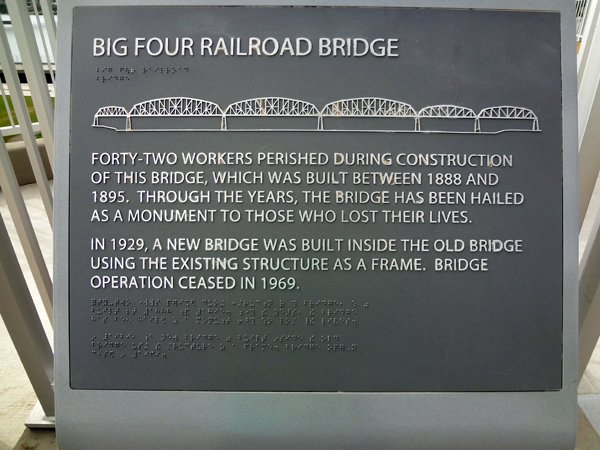 BIG FOUR RAILROAD BRIDGE
FORTY-TWO WORKERS PERISHED DURING CONSTRUCTION
OF THIS BRIDGE, WHICH WAS BUILT BETWEEN 1888 AND
1895. THROUGH THE YEARS, THE BRIDGE HAS BEEN HAILED
AS A MONUMENT TO THOSE WHO LOST THEIR LIVES.
IN 1929, A NEW BRIDGE WAS BUILT INSIDE THE OLD BRIDGE
USING THE EXISTING STRUCTURE AS A FRAME. BRIDGE
OPERATION CEASED IN 1969.